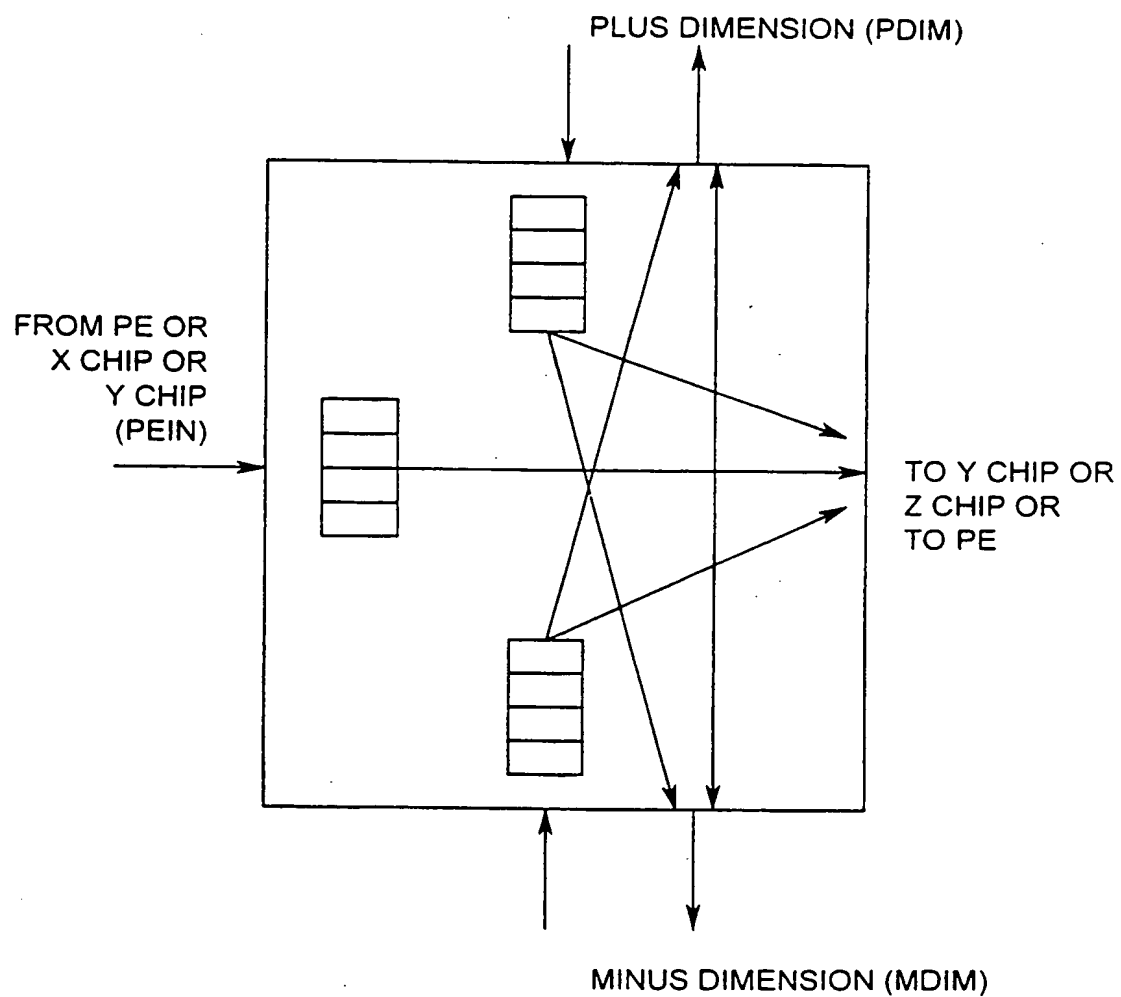 PLUS DIMENSION (PDIM)
FROM PE OR
X CHIP OR
Y CHIP
(PEIN)
TO Y CHIP OR
Z CHIP OR
TO PE
MINUS DIMENSION (MDIM)